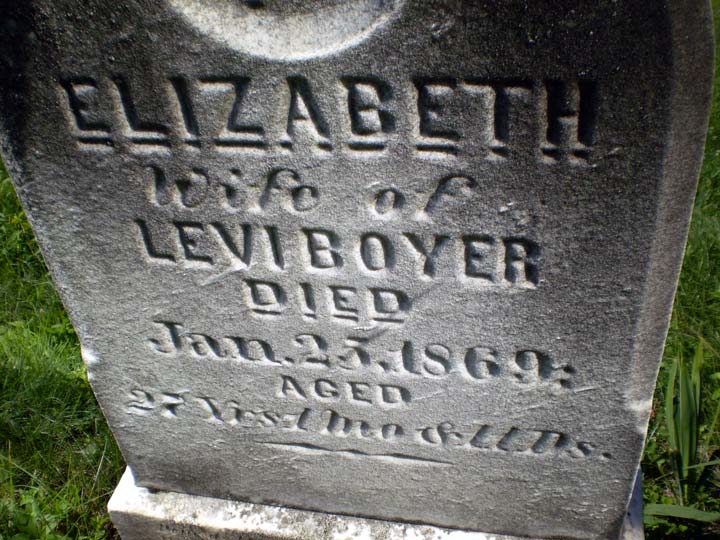 ELIZABETH
Wife of
LEVI BOYER
DIED
Jan. 25, 1869;
AGED
27 Yrs 1 Mo & 11 Ds.